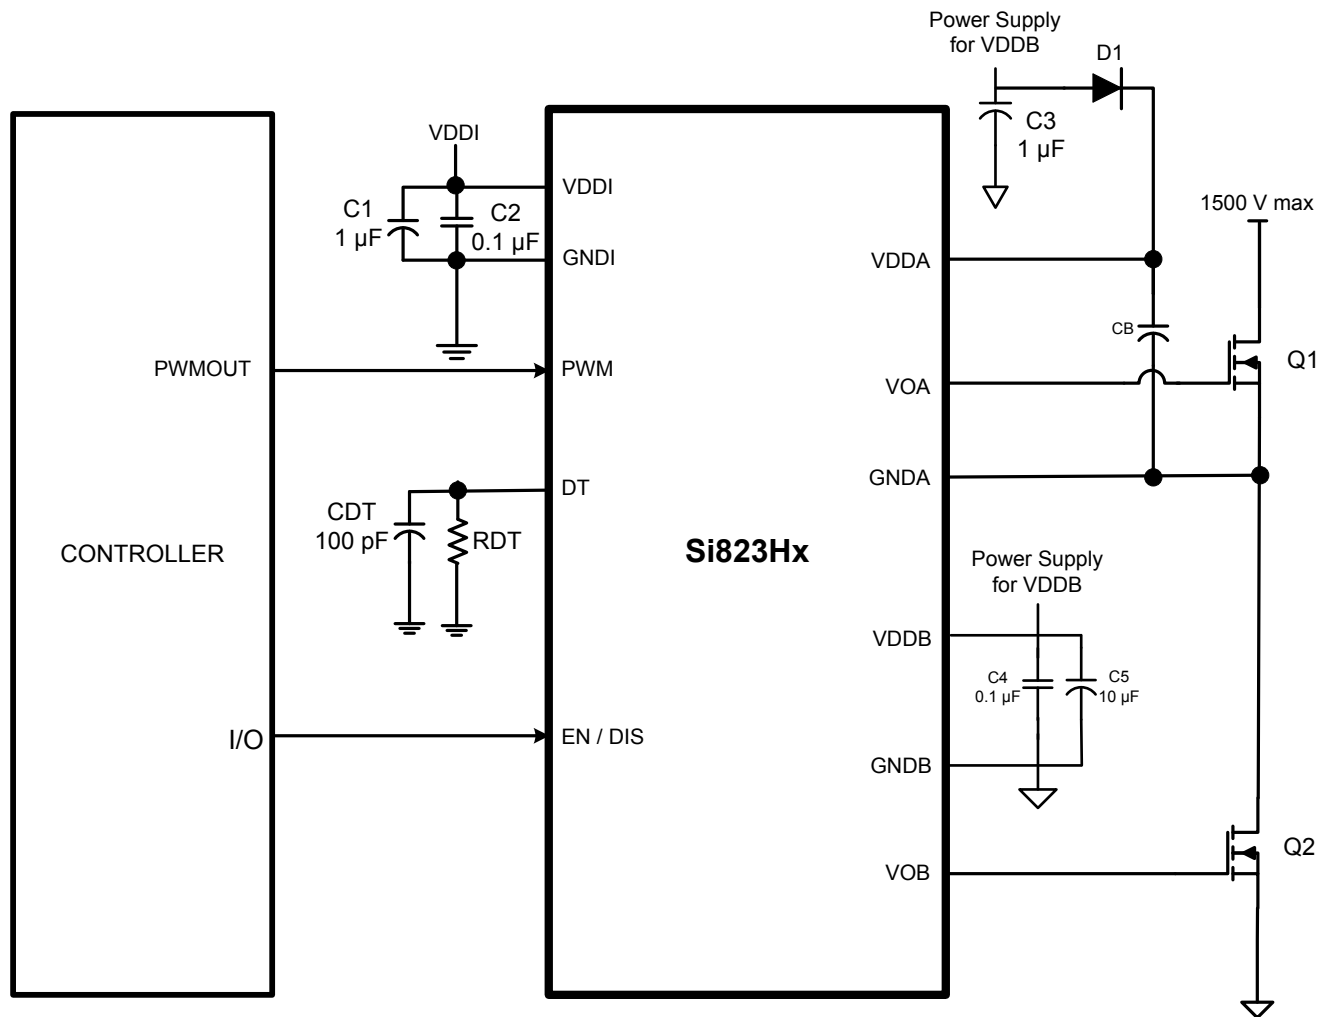 Power Supply
for VDDB
D1
C3
1 µF
VDDI
VDDI
C1
1 µF
C2
0.1 µF
GNDI
1500 V max
VDDA
CB
PWMOUT
PWM
VOA
Q1
GNDA
DT
CDT
100 pF
RDT
CONTROLLER
Si823Hx
Power Supply
for VDDB
VDDB
C4
0.1 µF
C5
10 µF
I/O
EN / DIS
GNDB
VOB
Q2